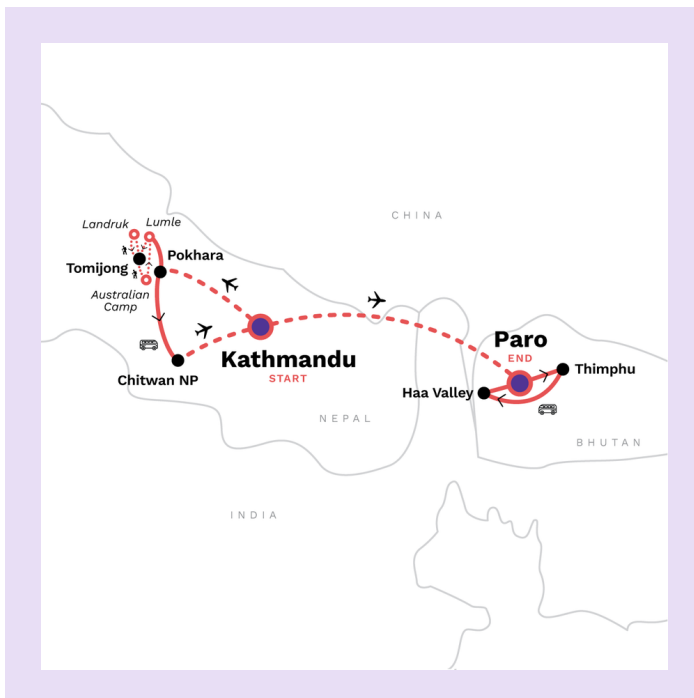 CHINA
Landruk
Lumle
Pokhara
Tomijong
Australian
Camp
Kathmandu
START
Chitwan NP
Paro
END
Thimphu
Haa Valley
NEPAL
BHUTAN
INDIA